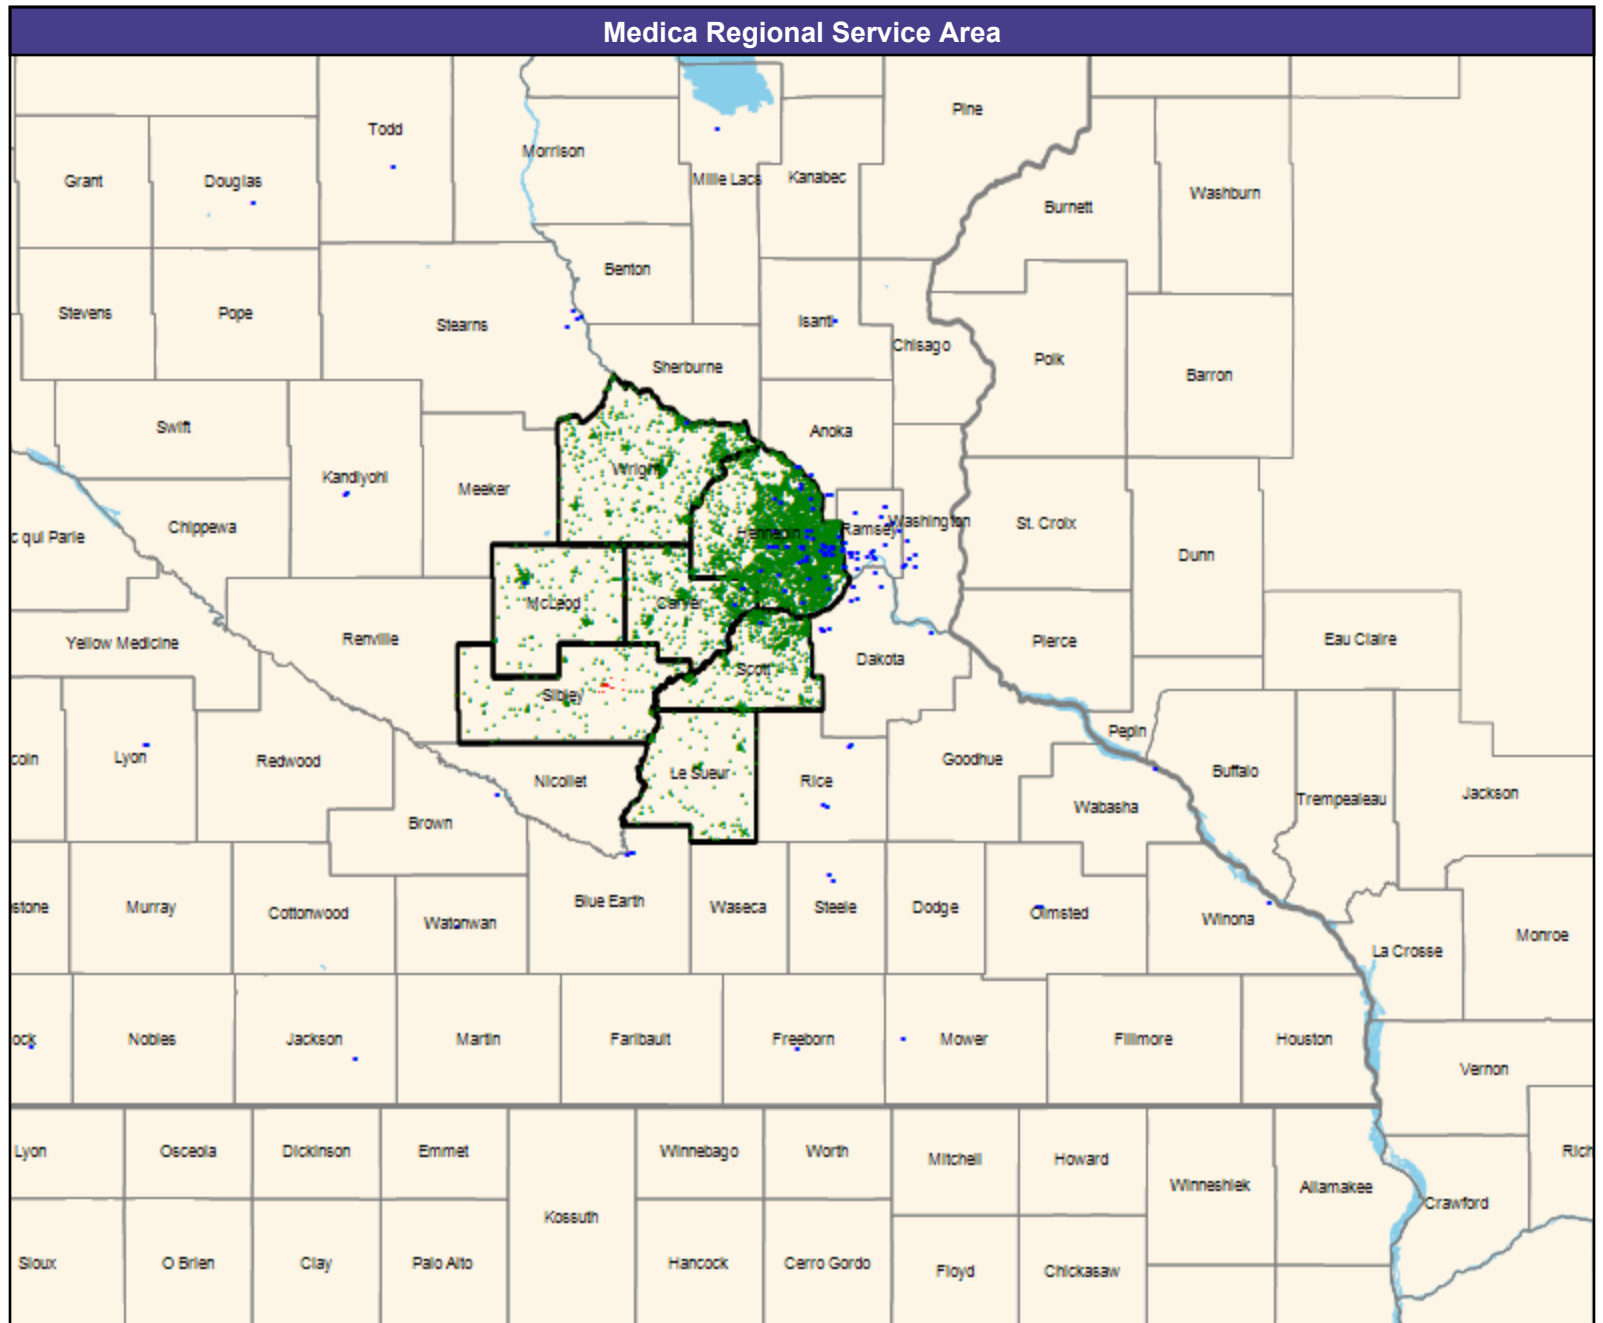 Medica Regional Service Area
Pine
Todd
Morrison
Grant
Douglas
Mille Lacs
Kanabec
Washburn
Burnett
Benton
Stevens
Pope
Stearns
Isanti
Chisago
Polk
Sherburne
Barron
Swift
Anoka
Wright
Kandiyohi
Meeker
Chippewa
Hennepin
Ramsey
Washington
St. Croix
c qui Parle
Dunn
McLeod
Carver
Yellow Medicine
Renville
Pierce
Eau Claire
Dakota
Scott
Sibley
Pepin
coln
Lyon
Redwood
Nicollet
Le Sueur
Rice
Goodhue
Buffalo
Trempealeau
Jackson
Wabasha
Brown
Blue Earth
stone
Murray
Cottonwood
Watonwan
Waseca
Steele
Dodge
Olmsted
Winona
La Crosse
Monroe
ock
Nobles
Jackson
Martin
Faribault
Freeborn
Mower
Fillmore
Houston
Vernon
Lyon
Osceola
Dickinson
Emmet
Winnebago
Worth
Mitchell
Howard
Rich
Winneshiek
Allamakee
Crawford
Kossuth
Sioux
O Brien
Clay
Palo Alto
Hancock
Cerro Gordo
Floyd
Chickasaw